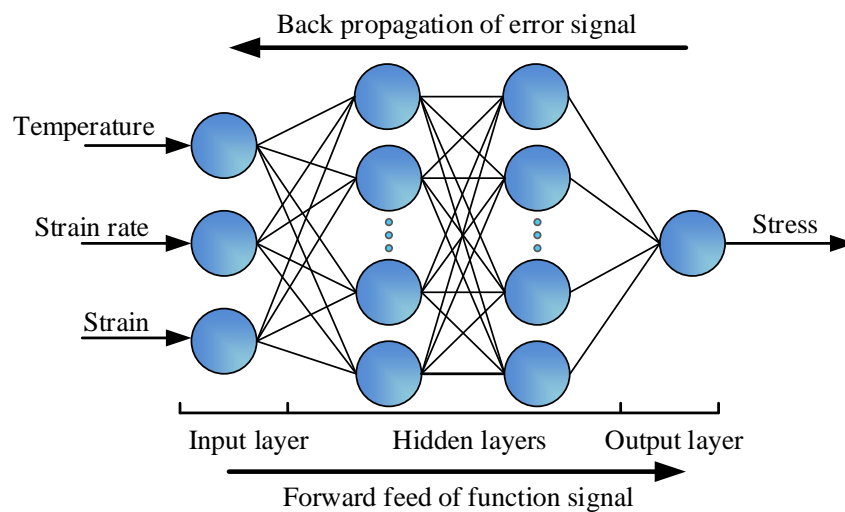 Back propagation of error signal
Temperature
Strain rate
Stress
Strain
Input layer
Hidden layers
Output layer
Forward feed of function signal